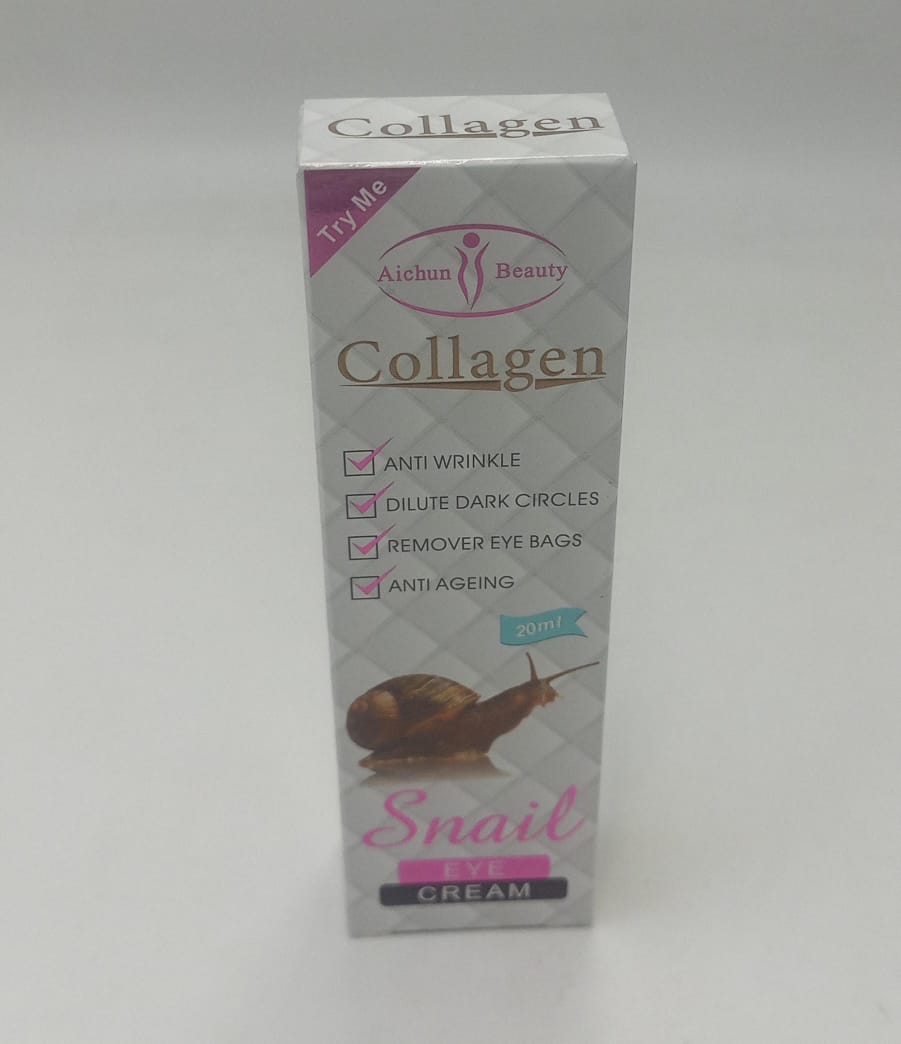 Collagen
Try Me
Aichun Beauty
Collagen
ANTI WRINKLE
DILUTE DARK CIRCLES
REMOVER EYE BAGS
ANTI AGEING
20ml
Snail
EYE
CREAM